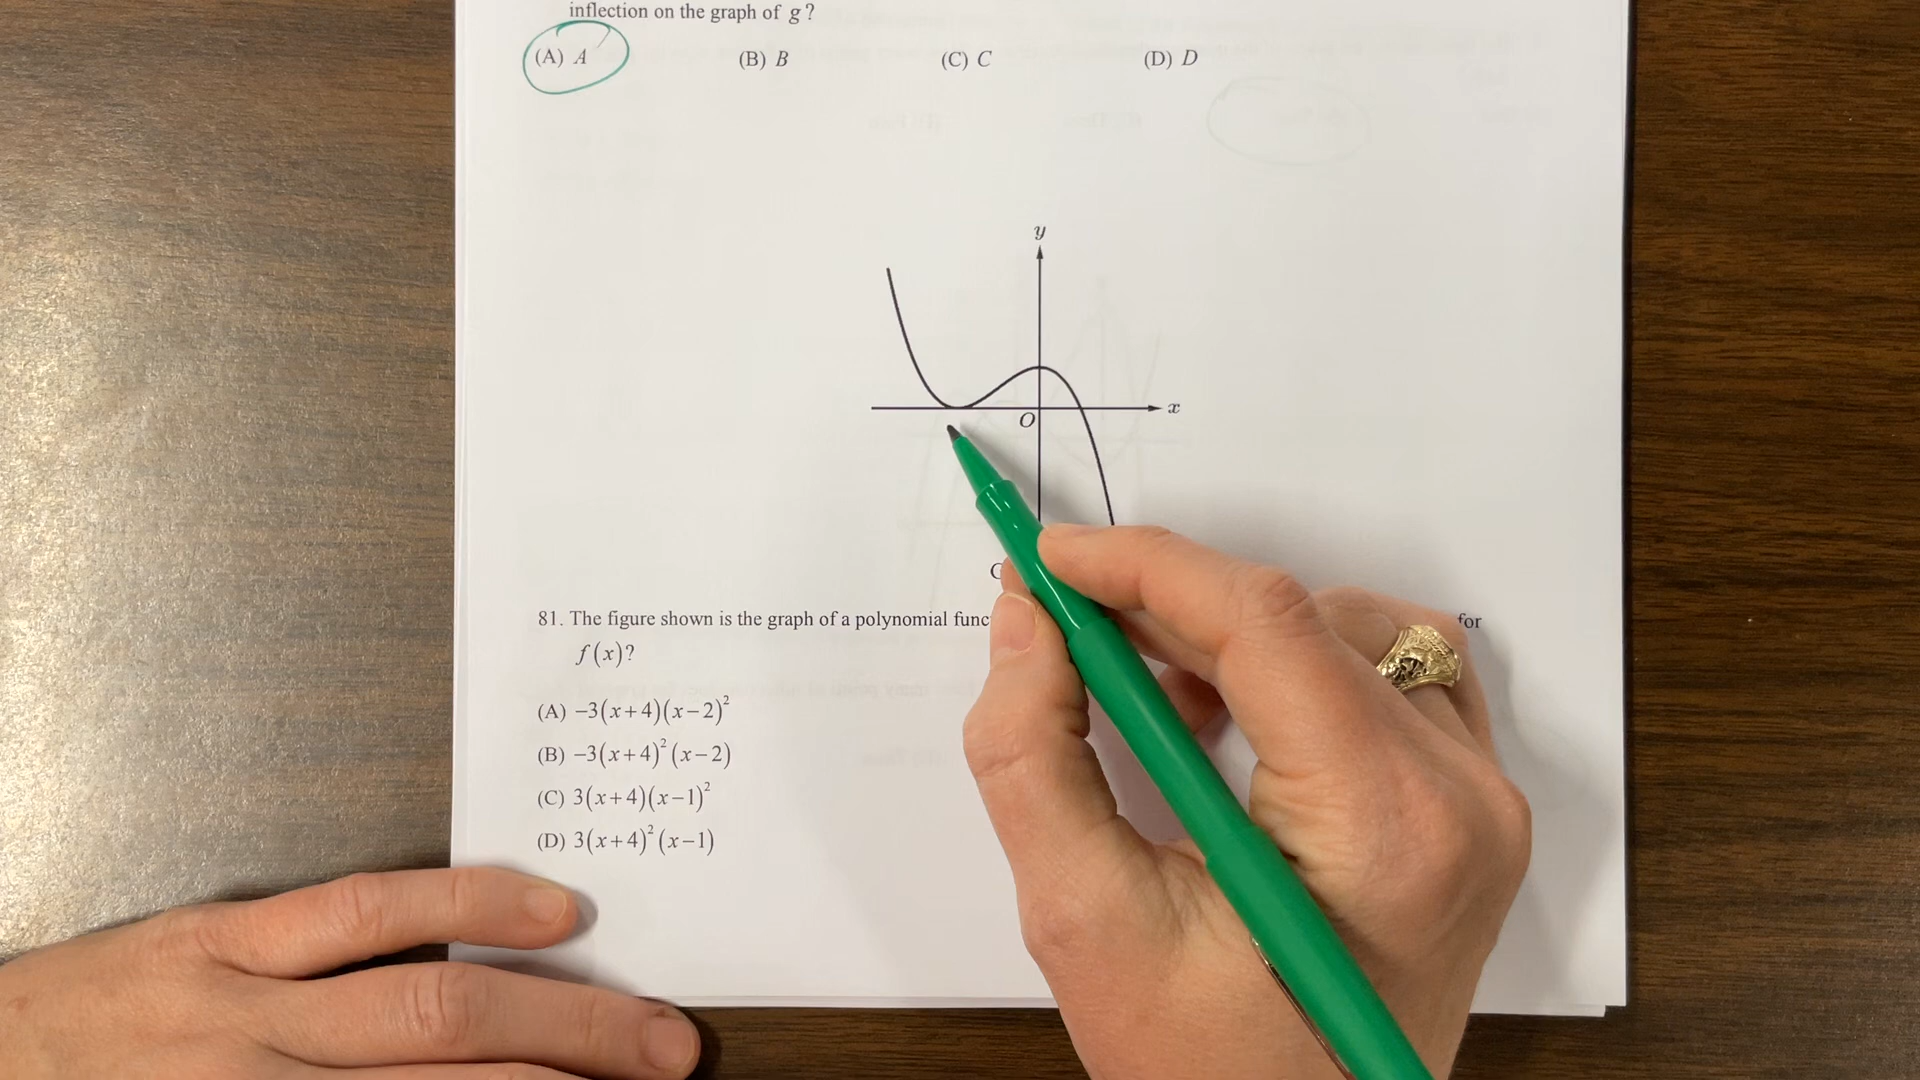 inflection on the graph of g?
(A) A (B) B (C) C (D) D
y
x
O
81. The figure shown is the graph of a polynomial for
f(x)?
(A) −3(x+4)(x−2)²
(B) −3(x+4)²(x−2)
(C) 3(x+4)(x−1)²
(D) 3(x+4)²(x−1)